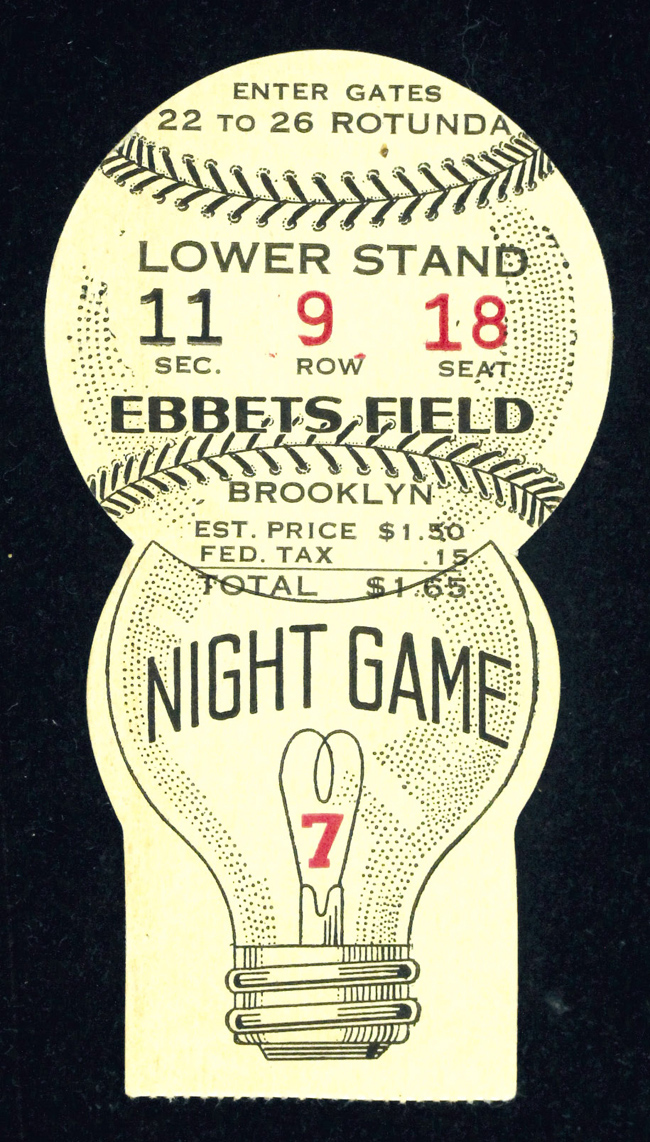 ENTER GATES
22 TO 26 ROTUNDA
LOWER STAND
11 9 18
SEC. ROW SEAT
EBBETS FIELD
BROOKLYN
EST. PRICE $1.50
FED. TAX .15
TOTAL $1.65
NIGHT GAME
7